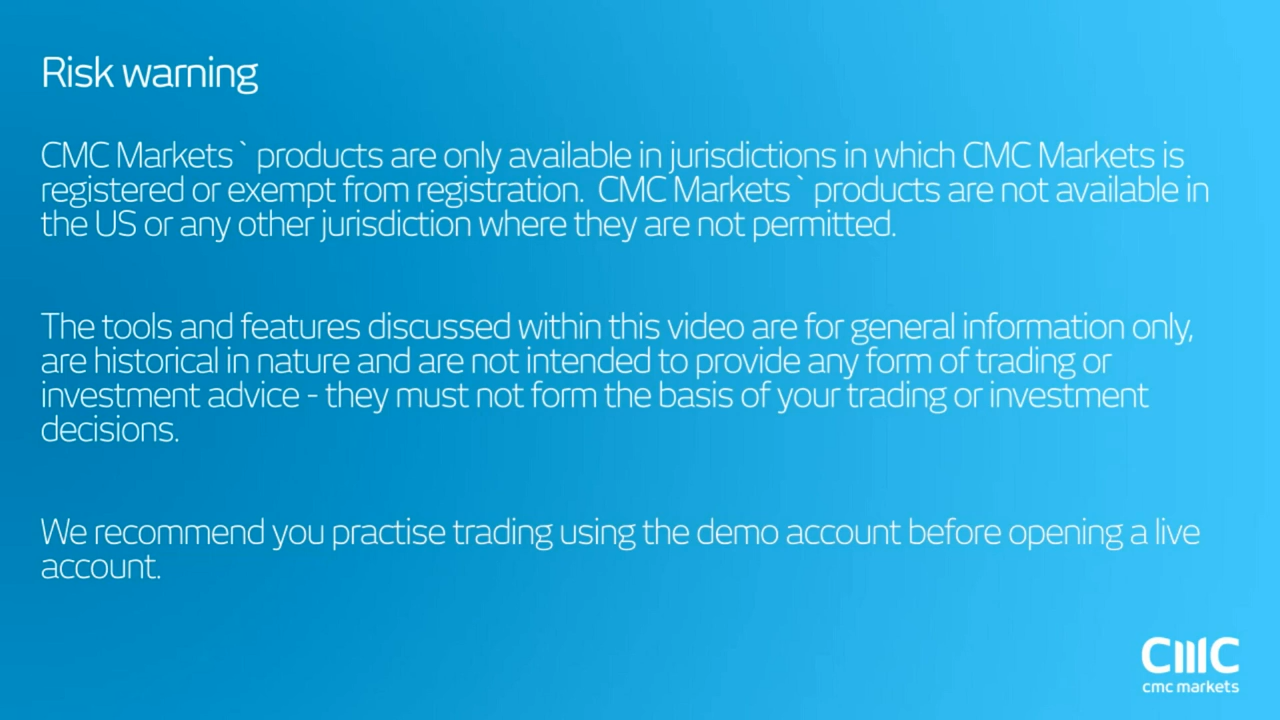 Risk warning
CMC Markets` products are only available in jurisdictions in which CMC Markets is
registered or exempt from registration.  CMC Markets` products are not available in
the US or any other jurisdiction where they are not permitted.
The tools and features discussed within this video are for general information only,
are historical in nature and are not intended to provide any form of trading or
investment advice - they must not form the basis of your trading or investment
decisions.
We recommend you practise trading using the demo account before opening a live
account.
CMC
cmc markets